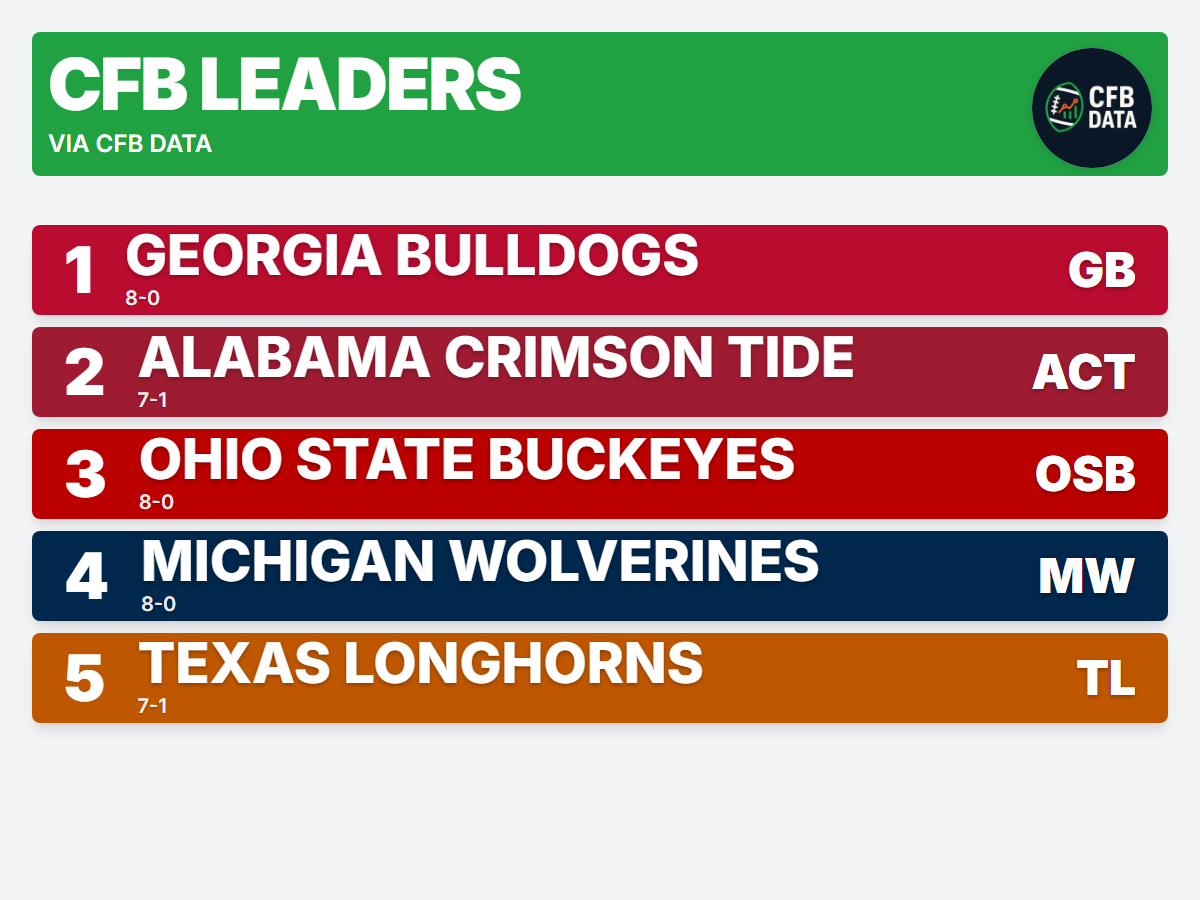 CFB LEADERS
VIA CFB DATA
CFB
DATA
1 GEORGIA BULLDOGS GB
8-0
2 ALABAMA CRIMSON TIDE ACT
7-1
3 OHIO STATE BUCKEYES OSB
8-0
4 MICHIGAN WOLVERINES MW
8-0
5 TEXAS LONGHORNS TL
7-1